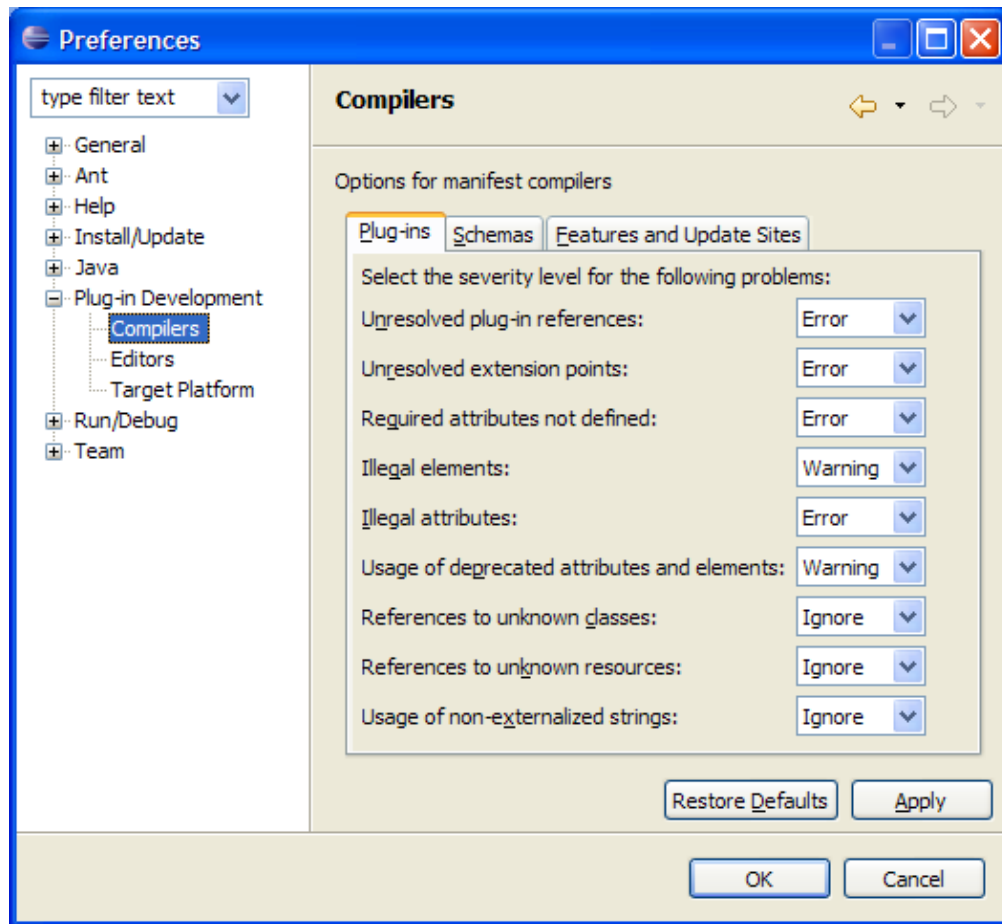 Preferences
type filter text
General
Ant
Help
Install/Update
Java
Plug-in Development
Compilers
Editors
Target Platform
Run/Debug
Team
Compilers
Options for manifest compilers
Plug-ins Schemas Features and Update Sites
Select the severity level for the following problems:
Unresolved plug-in references: Error
Unresolved extension points: Error
Required attributes not defined: Error
Illegal elements: Warning
Illegal attributes: Error
Usage of deprecated attributes and elements: Warning
References to unknown classes: Ignore
References to unknown resources: Ignore
Usage of non-externalized strings: Ignore
Restore Defaults Apply
OK Cancel